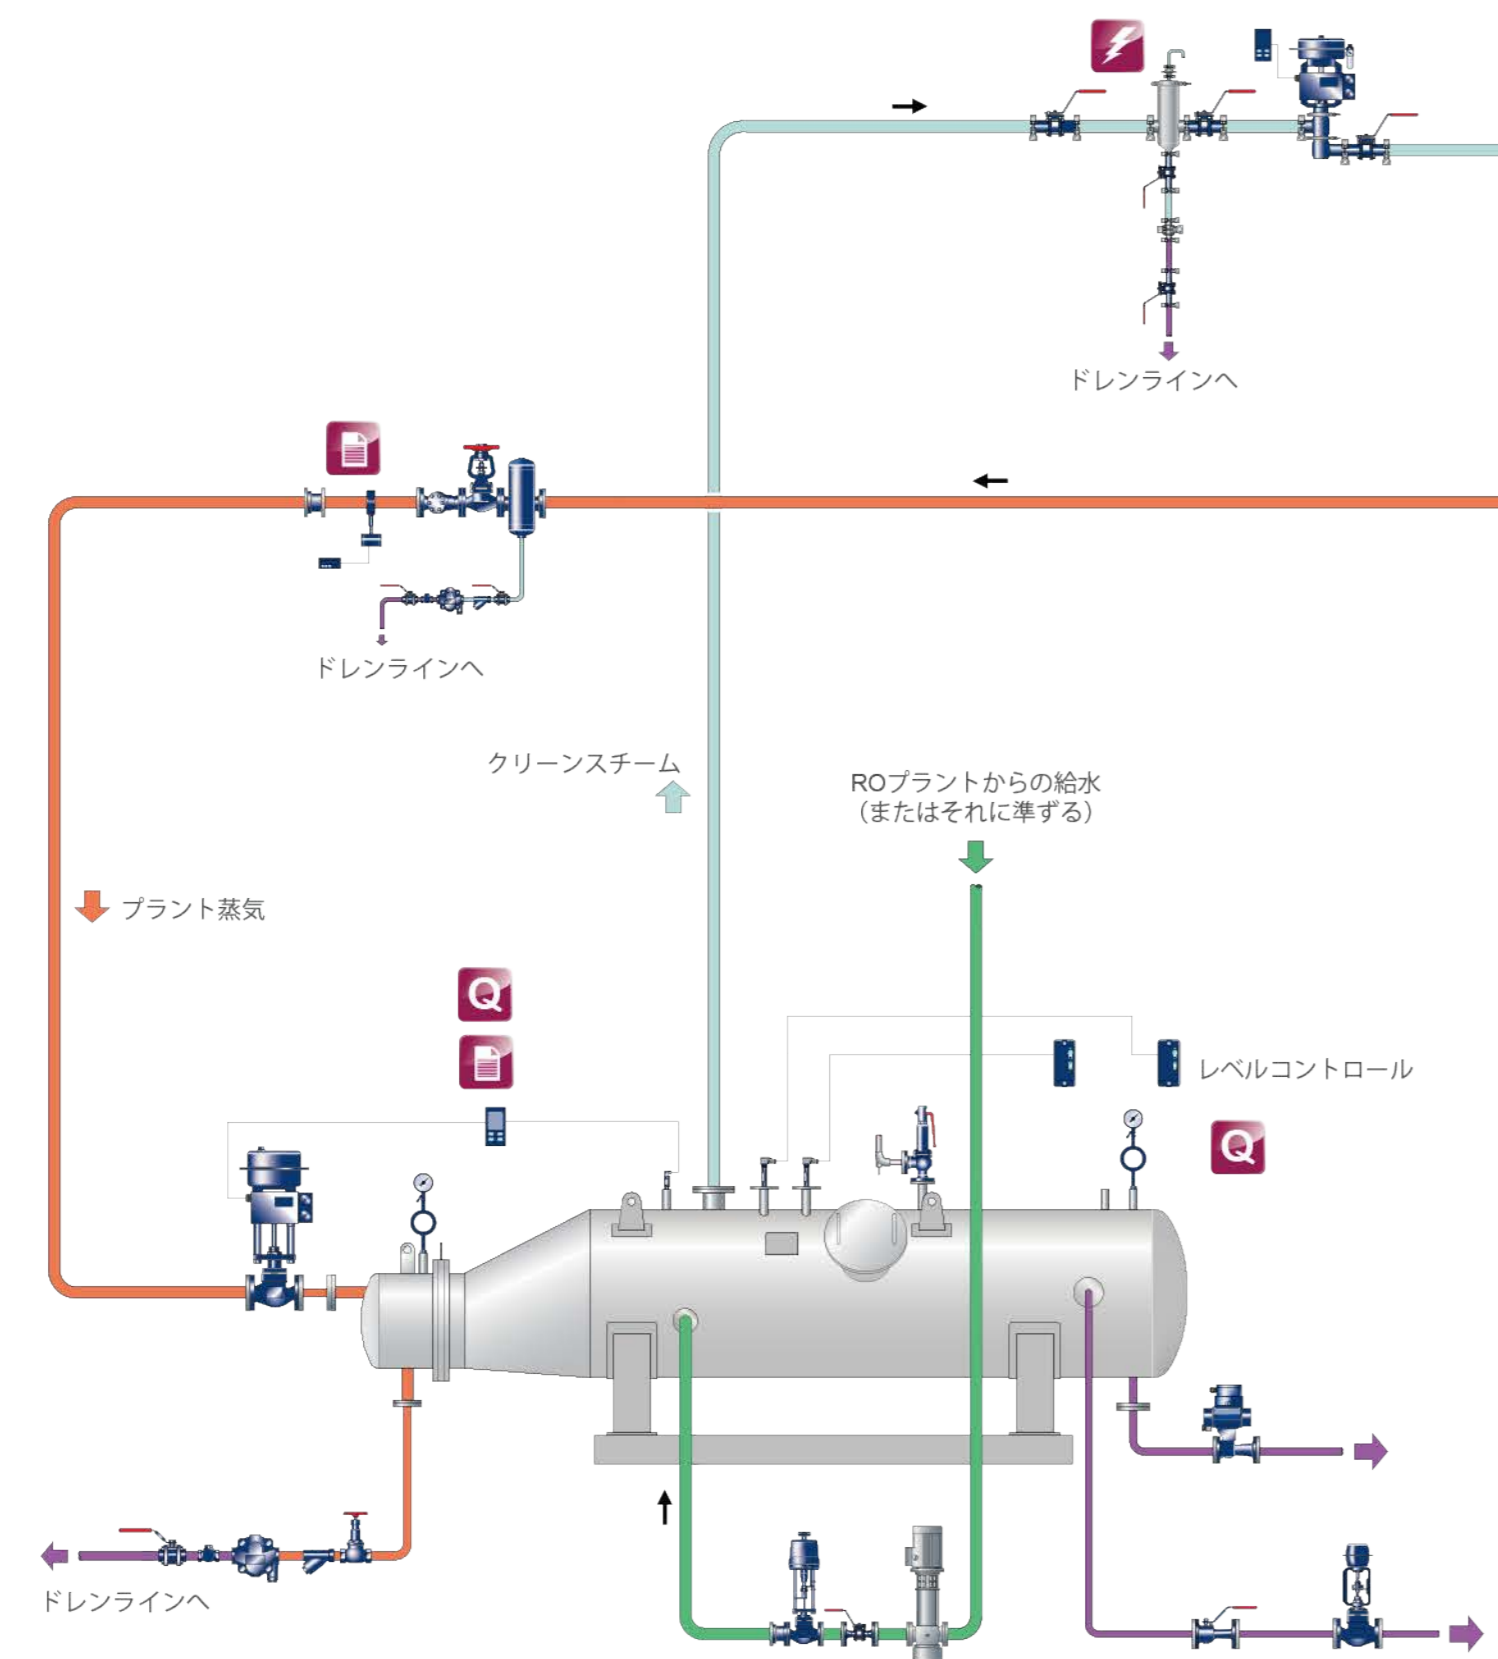 ドレンラインへ
ドレンラインへ
クリーンスチーム
ROプラントからの給水
（またはそれに準ずる）
プラント蒸気
Q
レベルコントロール
Q
ドレンラインへ